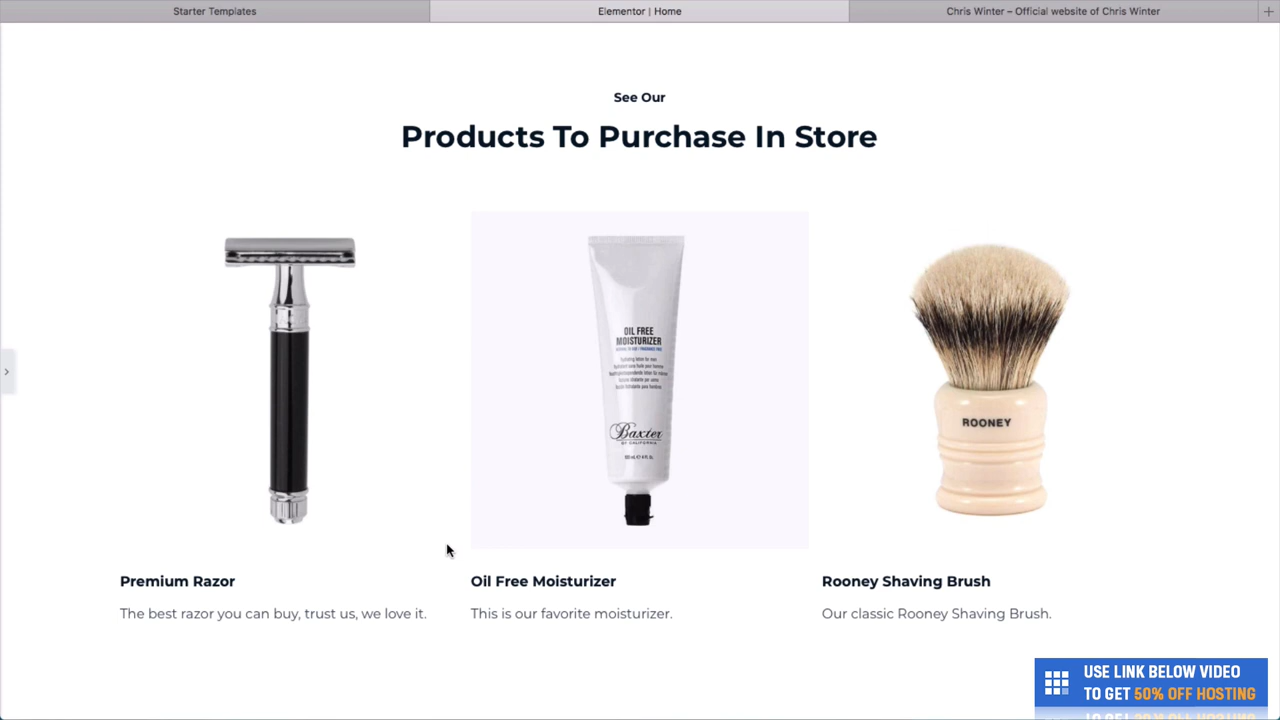 Starter Templates
Elementor | Home
Chris Winter – Official website of Chris Winter
See Our
Products To Purchase In Store
OIL FREE
MOISTURIZER
Baxter
OF CALIFORNIA
ROONEY
Premium Razor
Oil Free Moisturizer
Rooney Shaving Brush
The best razor you can buy, trust us, we love it.
This is our favorite moisturizer.
Our classic Rooney Shaving Brush.
USE LINK BELOW VIDEO
TO GET 50% OFF HOSTING